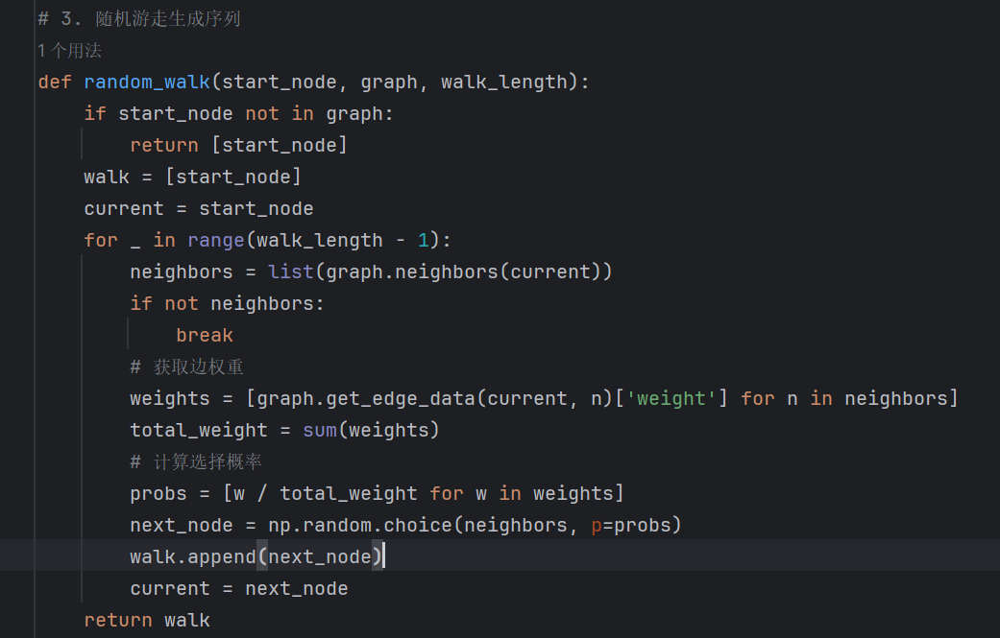 # 3. 随机游走生成序列
1 个用法
def random_walk(start_node, graph, walk_length):
    if start_node not in graph:
        return [start_node]
    walk = [start_node]
    current = start_node
    for _ in range(walk_length - 1):
        neighbors = list(graph.neighbors(current))
        if not neighbors:
            break
        # 获取边权重
        weights = [graph.get_edge_data(current, n)['weight'] for n in neighbors]
        total_weight = sum(weights)
        # 计算选择概率
        probs = [w / total_weight for w in weights]
        next_node = np.random.choice(neighbors, p=probs)
        walk.append(next_node)
        current = next_node
    return walk